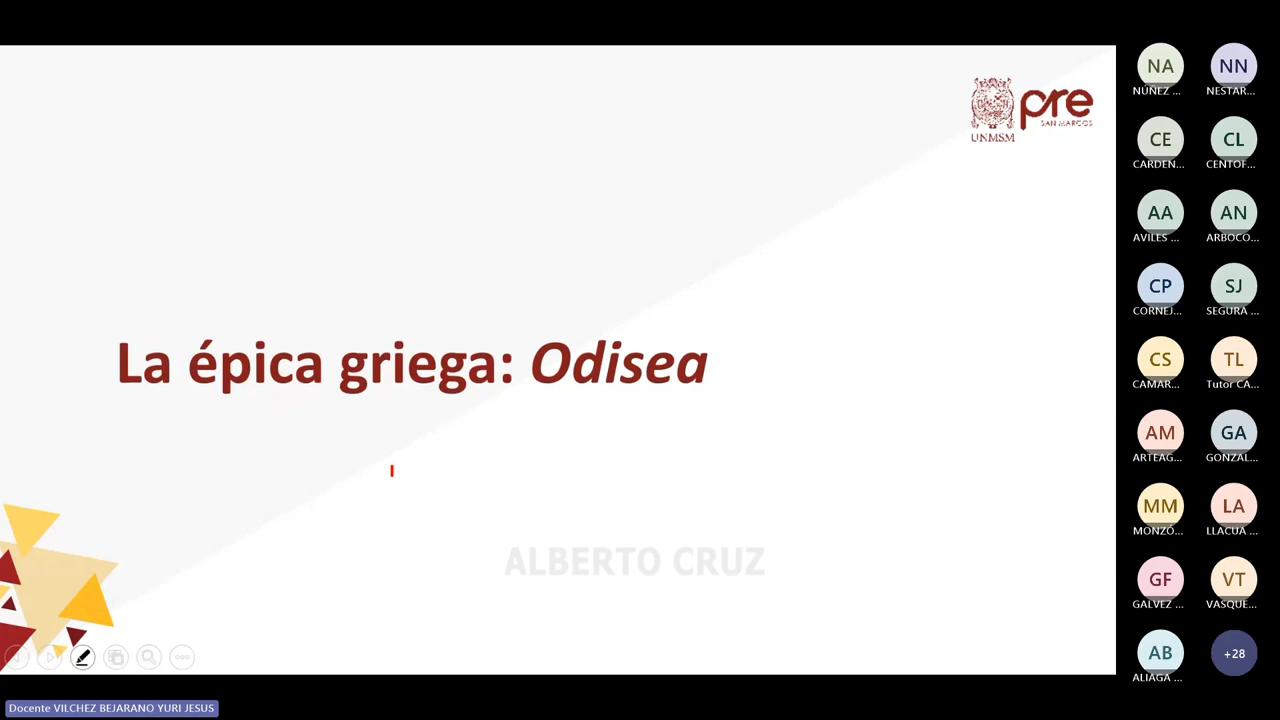 pre
SAN MARCOS
UNMSM
La épica griega: Odisea
ALBERTO CRUZ
NA
NÚÑEZ ...
NN
NESTAR...
CE
CARDEN...
CL
CENTOF...
AA
AVILES ...
AN
ARBOCO...
CP
CORNEJ...
SJ
SEGURA ...
CS
CAMAR...
TL
Tutor CA...
AM
ARTEAG...
GA
GONZAL...
MM
MONZÓ...
LA
LLACUA ...
GF
GALVEZ ...
VT
VASQUE...
AB
ALIAGA ...
+28
Docente VILCHEZ BEJARANO YURI JESUS